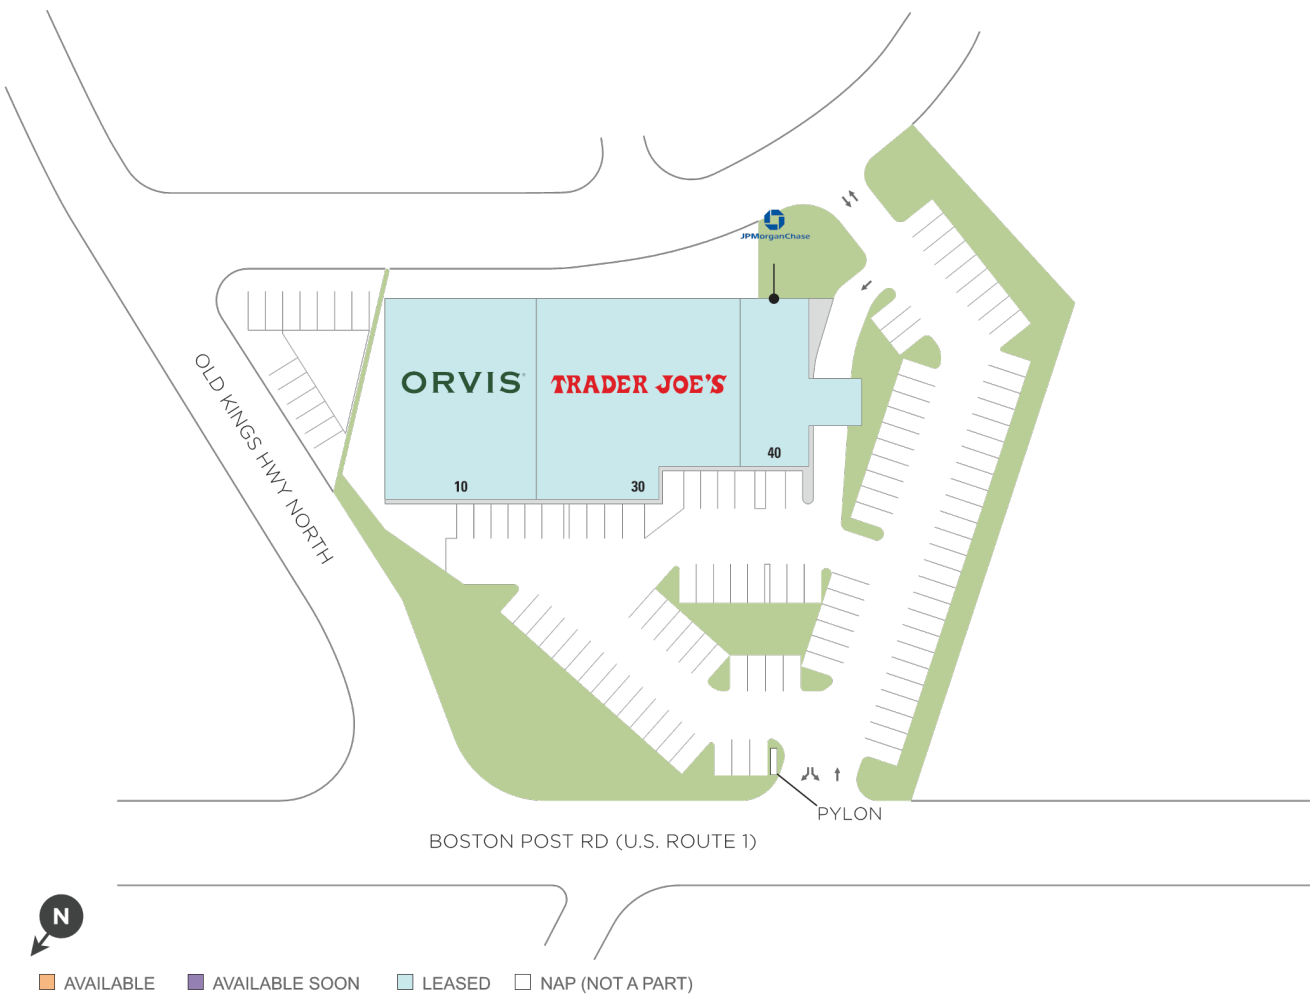 JPMorganChase
ORVIS
TRADER JOE'S
40
10
30
OLD KINGS HWY NORTH
PYLON
BOSTON POST RD (U.S. ROUTE 1)
N
AVAILABLE
AVAILABLE SOON
LEASED
NAP (NOT A PART)